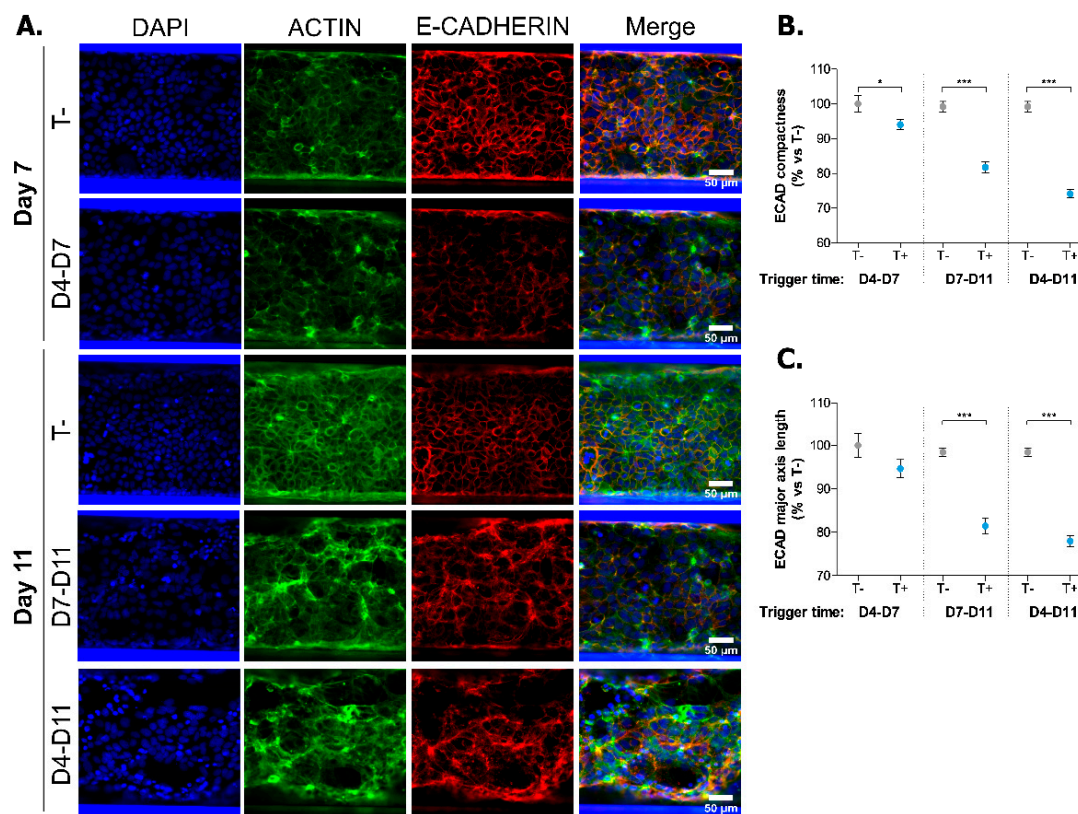 A.
DAPI ACTIN E-CADHERIN Merge
Day 7
T-
50 µm
D4-D7
50 µm
Day 11
T-
50 µm
D7-D11
50 µm
D4-D11
50 µm
B.
ECAD compactness
(% vs T-)
110
100
90
80
70
60
* *** ***
T- T+ T- T+ T- T+
Trigger time: D4-D7 D7-D11 D4-D11
C.
ECAD major axis length
(% vs T-)
110
100
90
80
70
*** ***
T- T+ T- T+ T- T+
Trigger time: D4-D7 D7-D11 D4-D11